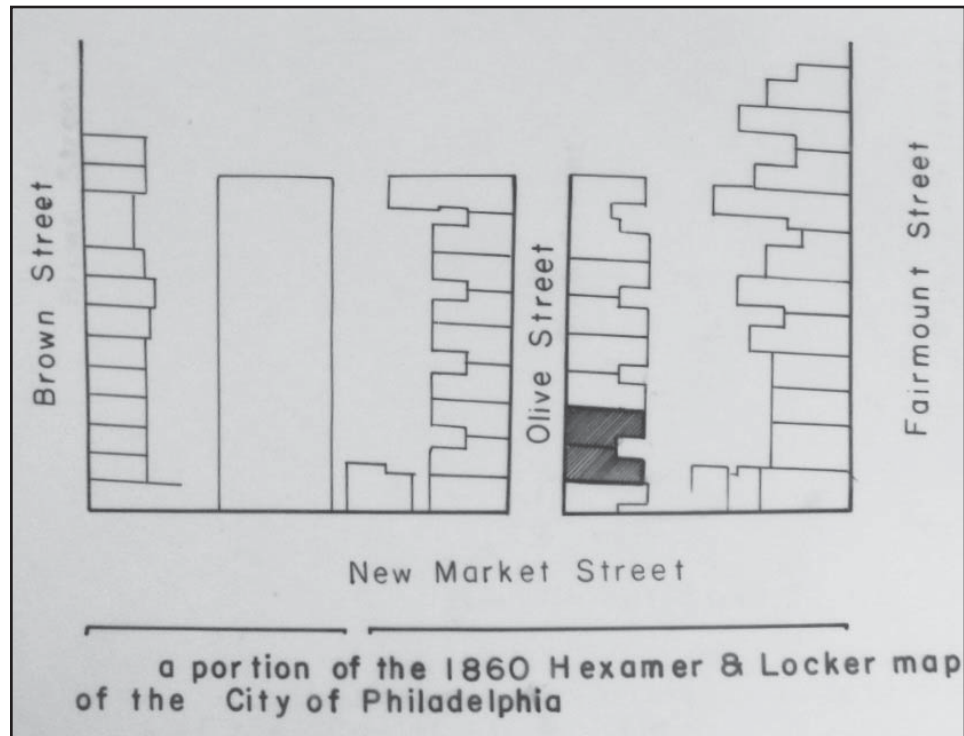 Brown Street
Olive Street
Fairmount Street
New Market Street
a portion of the 1860 Hexamer & Locker map
of the City of Philadelphia